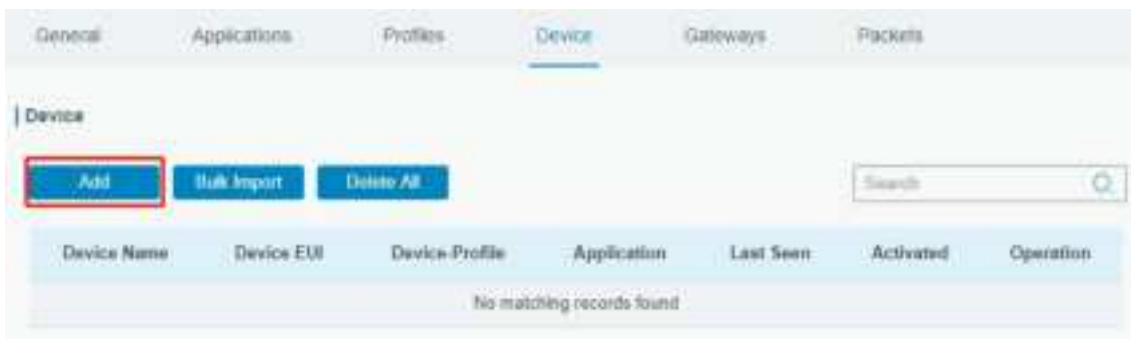 General Applications Profiles Device Gateways Packets
Device
Add Bulk Import Delete All Search
Device Name Device EUI Device-Profile Application Last Seen Activated Operation
No matching records found